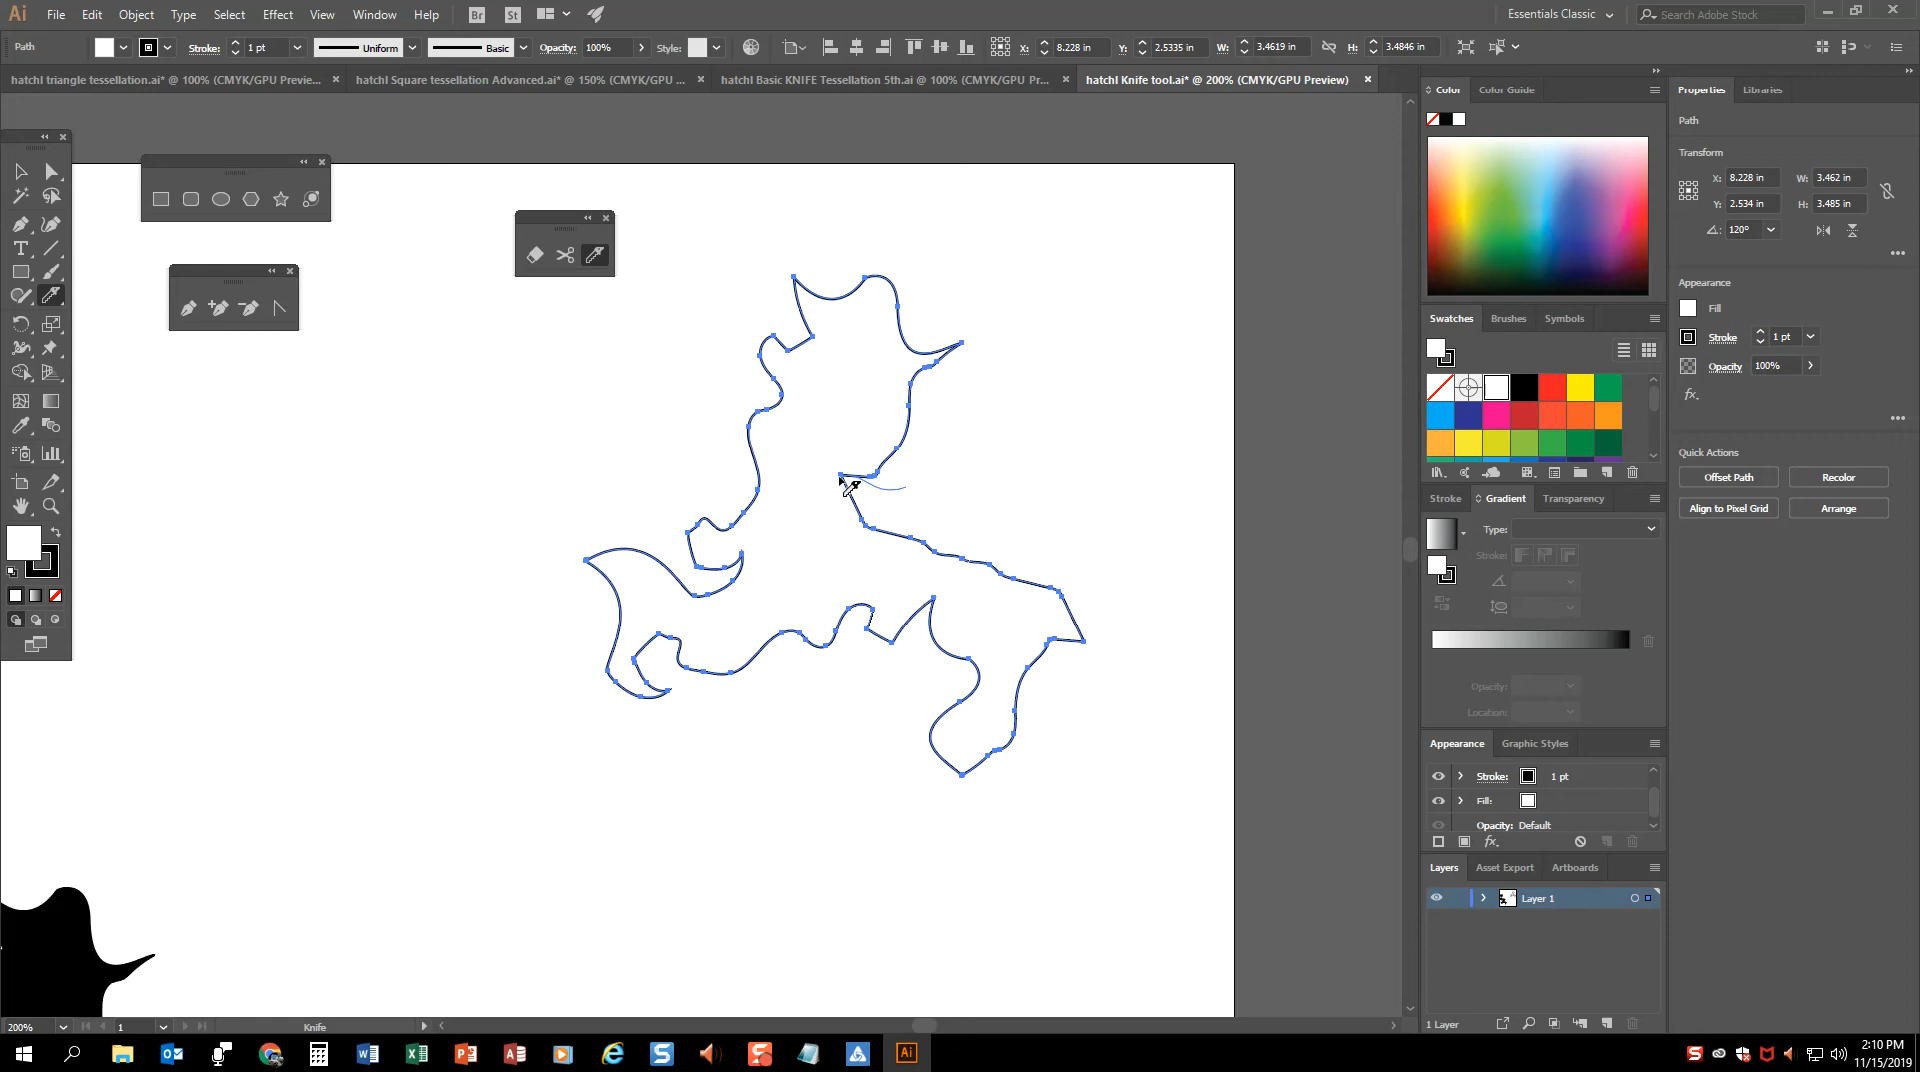 Ai File Edit Object Type Select Effect View Window Help Br St Essentials Classic Search Adobe Stock
Path Stroke: 1 pt Uniform Basic Opacity: 100% Style: X: 8.228 in Y: 2.5335 in W: 3.4619 in H: 3.4846 in
hatchl triangle tessellation.ai* @ 100% (CMYK/GPU Previe... hatchl Square tessellation Advanced.ai* @ 150% (CMYK/GPU ... hatchl Basic KNIFE Tessellation 5th.ai @ 100% (CMYK/GPU Pr... hatchl Knife tool.ai* @ 200% (CMYK/GPU Preview)
Color Color Guide
Properties Libraries
Path
Transform
X: 8.228 in W: 3.462 in
Y: 2.534 in H: 3.485 in
120°
Appearance
Fill
Stroke 1 pt
Opacity 100%
fx.
Quick Actions
Offset Path Recolor
Align to Pixel Grid Arrange
Swatches Brushes Symbols
Stroke Gradient Transparency
Type:
Stroke:
Opacity:
Location:
Appearance Graphic Styles
Stroke: 1 pt
Fill:
Opacity: Default
fx.
Layers Asset Export Artboards
Layer 1
1 Layer
200% 1 Knife
2:10 PM
11/15/2019